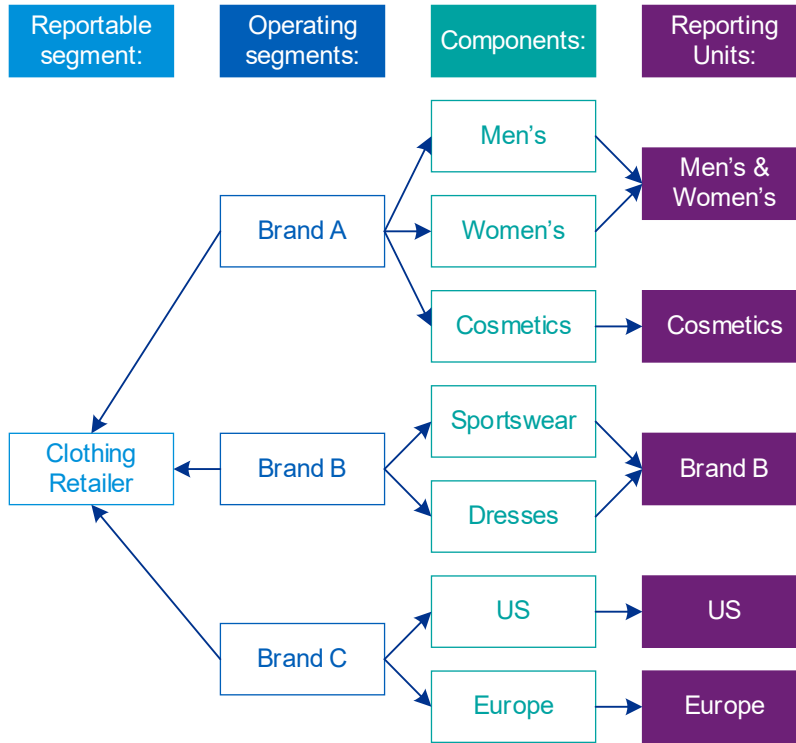 Reportable
segment:
Operating
segments:
Components:
Reporting
Units:
Men’s
Men’s &
Women’s
Brand A
Women’s
Cosmetics
Cosmetics
Sportswear
Clothing
Retailer
Brand B
Brand B
Dresses
US
US
Brand C
Europe
Europe